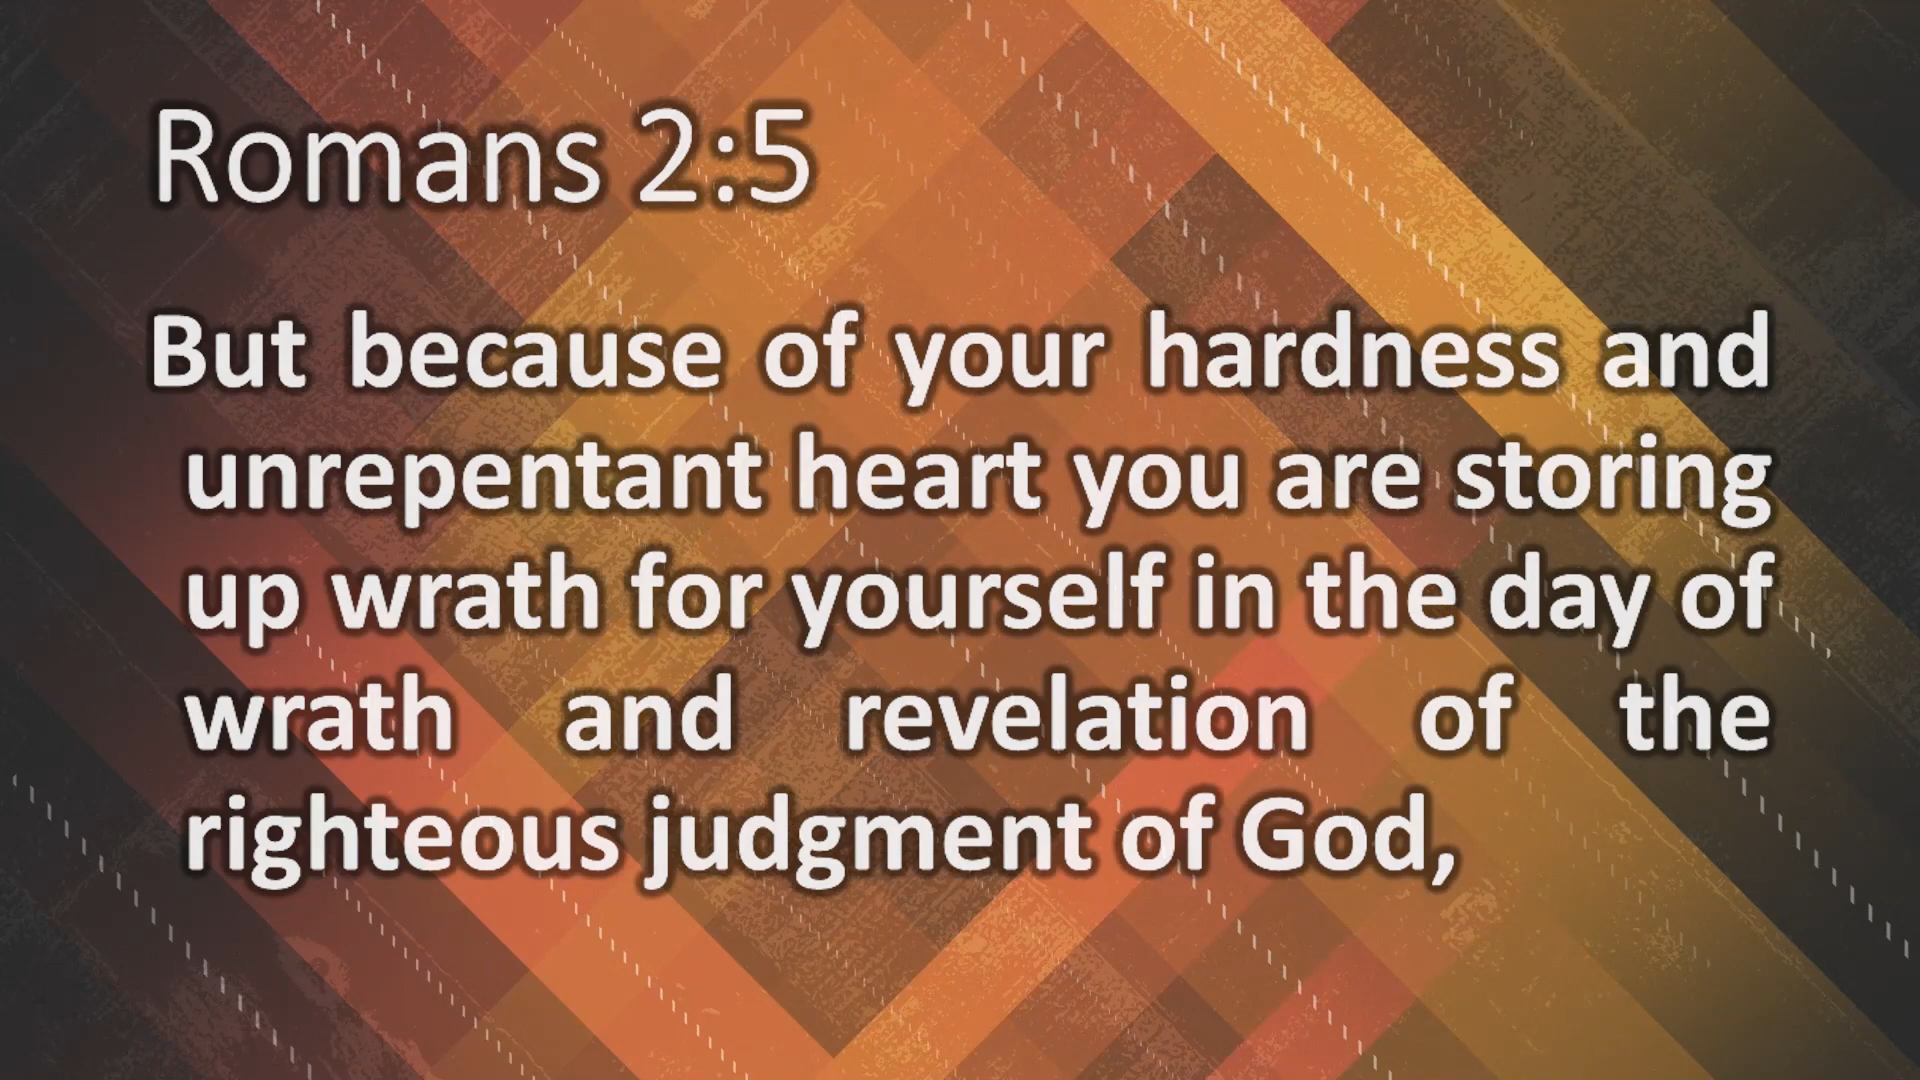 Romans 2:5
But because of your hardness and
unrepentant heart you are storing
up wrath for yourself in the day of
wrath and revelation of the
righteous judgment of God,